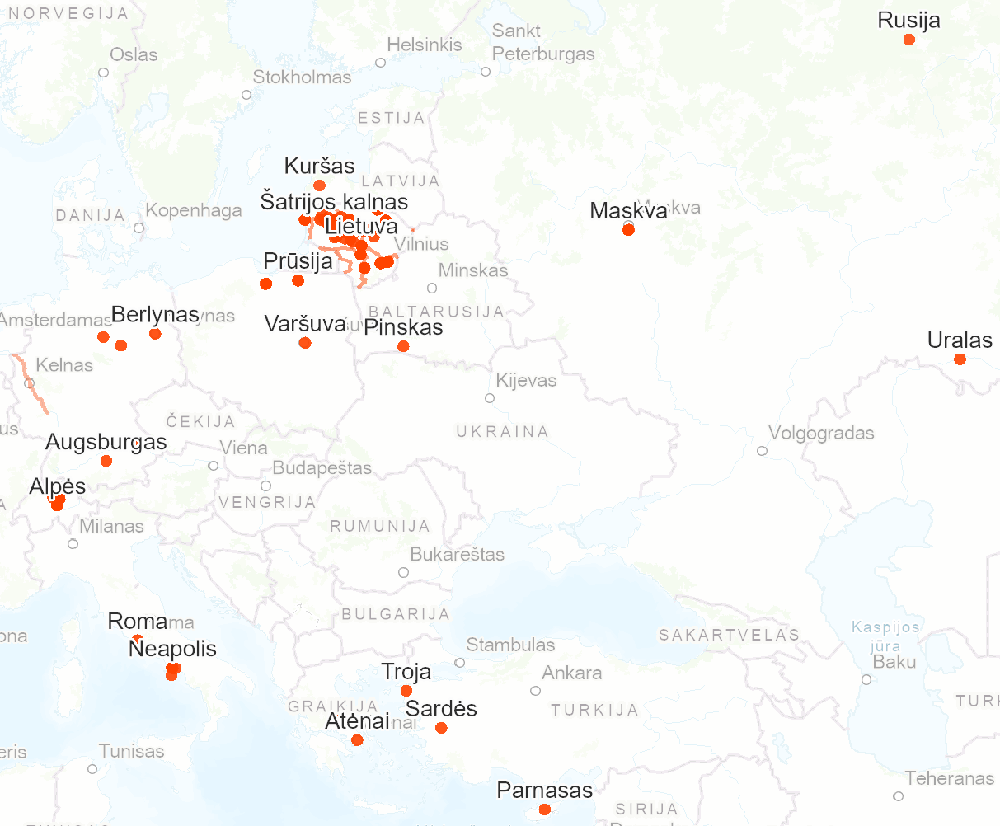 NORVEGIJA
Rusija
Sankt
Peterburgas
Helsinkis
Oslas
Stokholmas
ESTIJA
Kuršas
LATVIJA
Šatrijos kalnas
Maskva
DANIJA
Kopenhaga
Lietuva
Vilnius
Prūsija
Minskas
BALTARUSIJA
Amsterdamas
Berlynas
Varšuva
Pinskas
Uralas
Kelnas
Kijevas
ČEKIJA
UKRAINA
Volgogradas
Augsburgas
Viena
Budapeštas
Alpės
VENGRIJA
Milanas
RUMUNIJA
Bukareštas
BULGARIJA
Roma
SAKARTVELAS
Kaspijos
jūra
Neapolis
Stambulas
Baku
Troja
Ankara
GRAIKIJA
Sardės
TURKIJA
Atėnai
Tunisas
Teheranas
Parnasas
SIRIJA